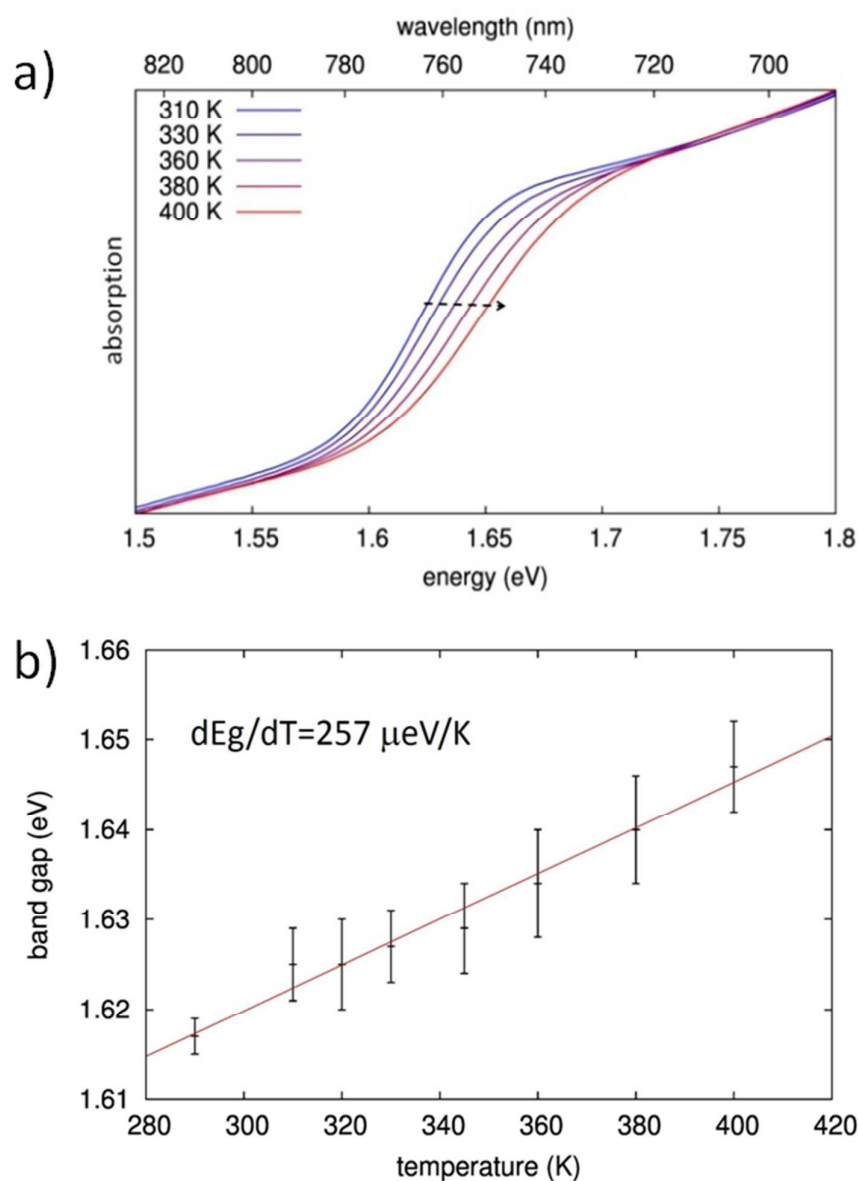 a)
wavelength (nm)
820 800 780 760 740 720 700
310 K
330 K
360 K
380 K
400 K
absorption
1.5 1.55 1.6 1.65 1.7 1.75 1.8
energy (eV)
b)
1.66
1.65
1.64
1.63
1.62
1.61
dEg/dT=257 μeV/K
band gap (eV)
280 300 320 340 360 380 400 420
temperature (K)